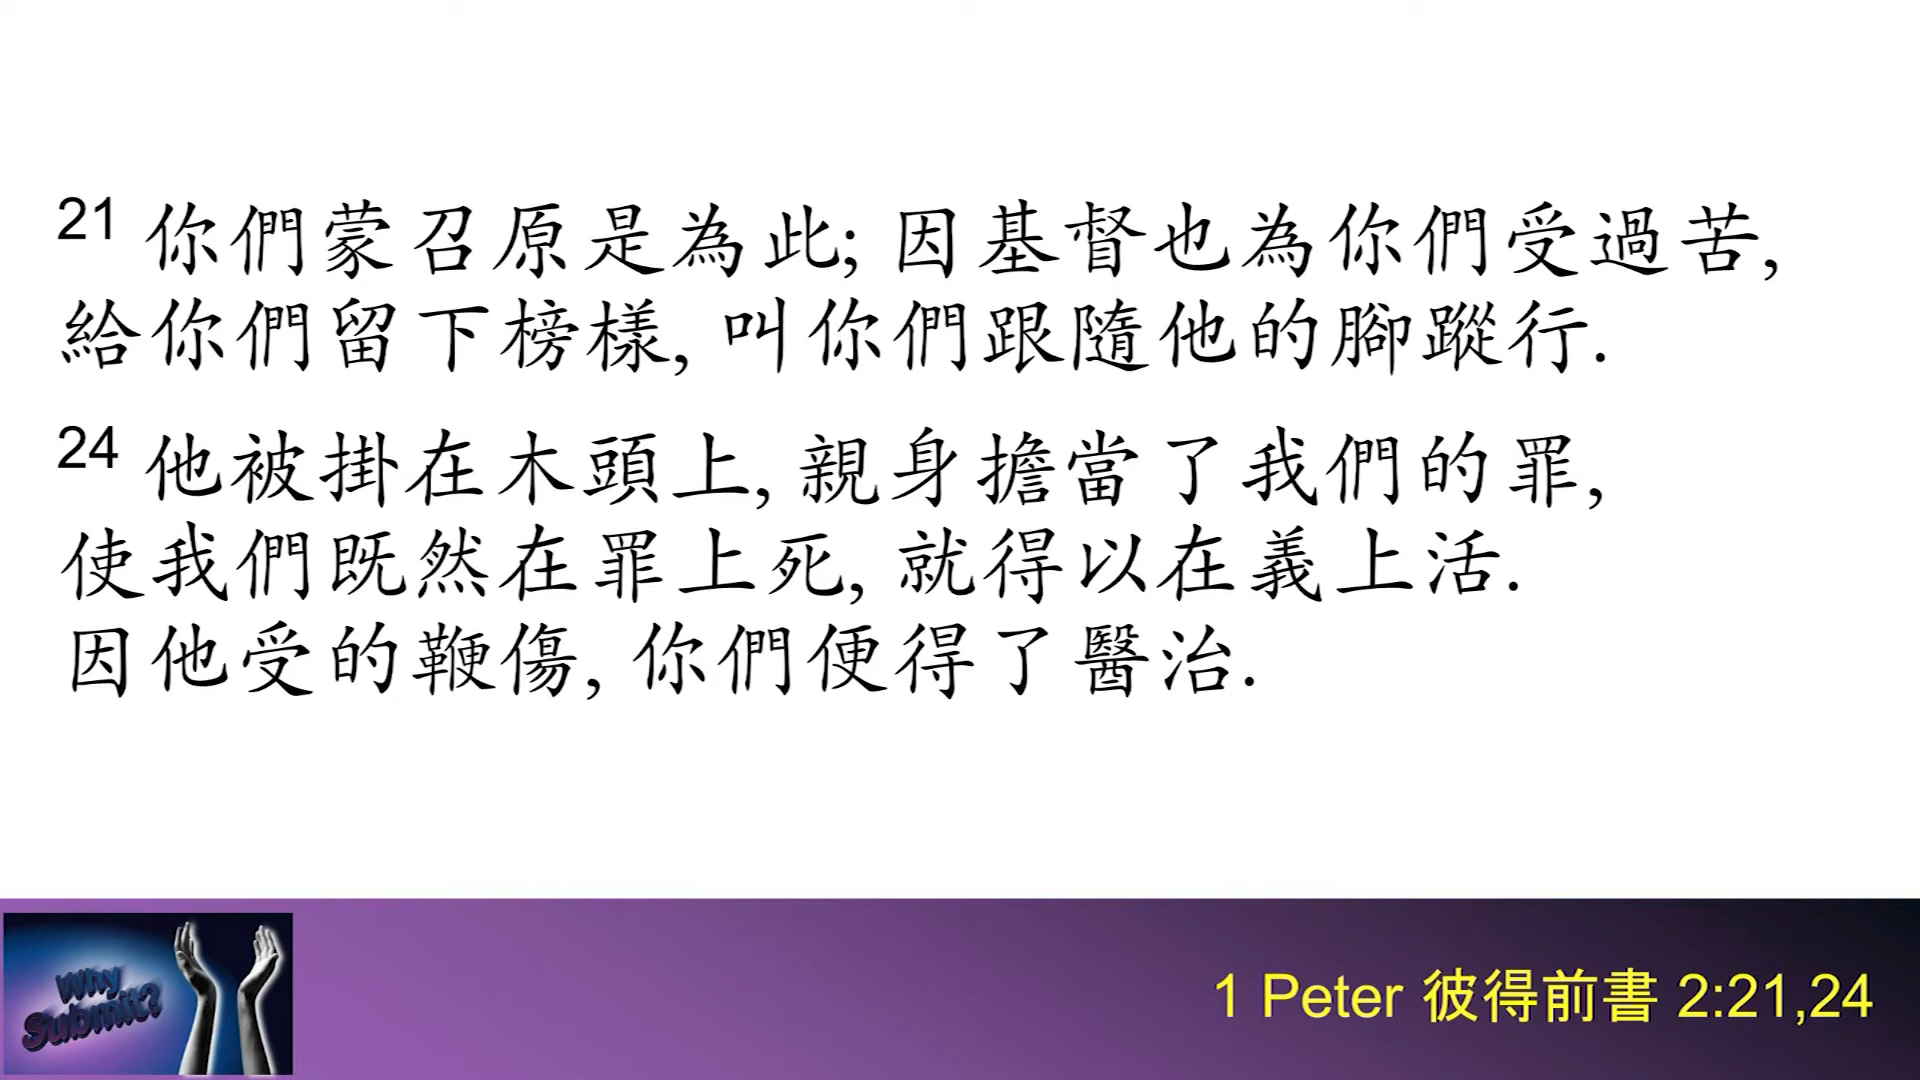 21 你們蒙召原是為此; 因基督也為你們受過苦,
給你們留下榜樣, 叫你們跟隨他的腳蹤行.
24 他被掛在木頭上, 親身擔當了我們的罪,
使我們既然在罪上死, 就得以在義上活.
因他受的鞭傷, 你們便得了醫治.
Why
Submit?
1 Peter 彼得前書 2:21,24